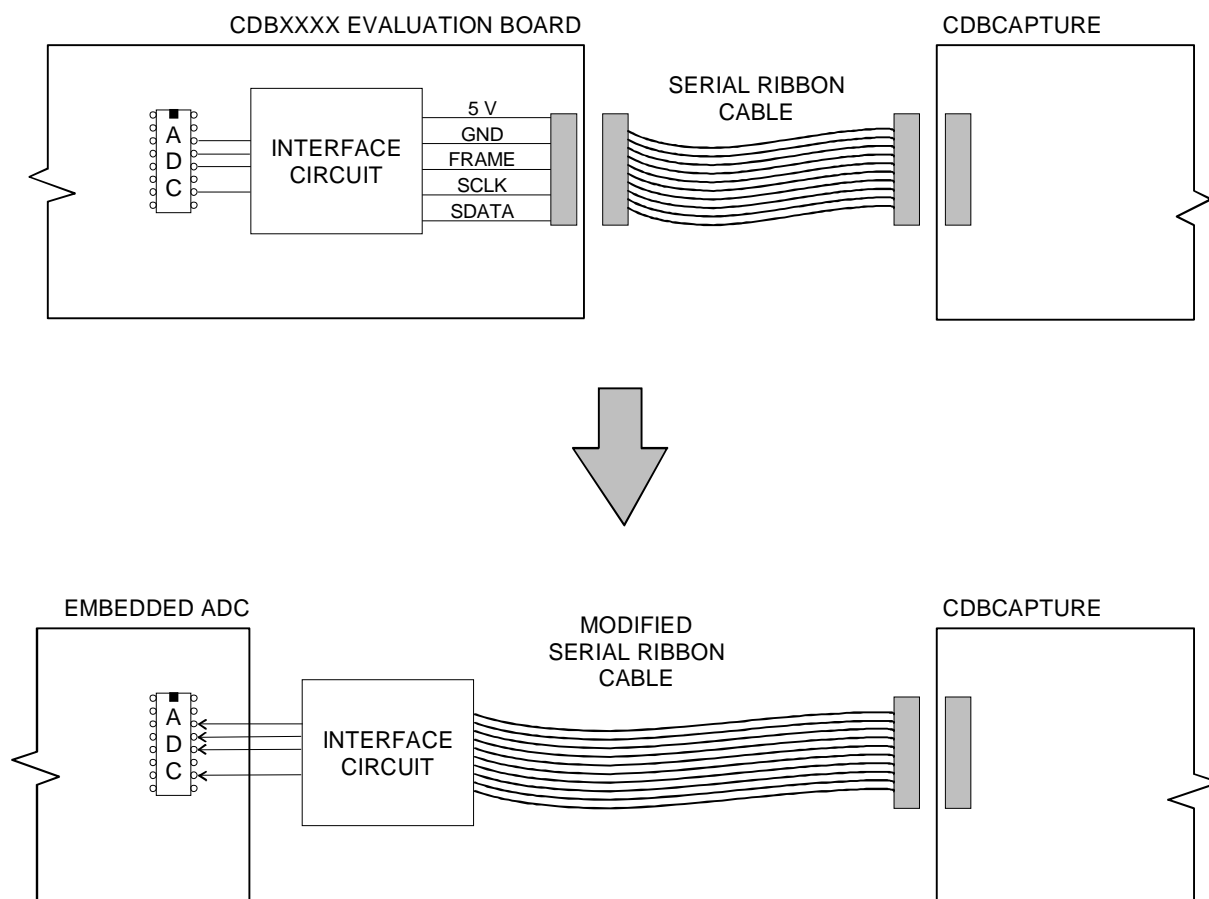 CDBXXXX EVALUATION BOARD
CDBCAPTURE
SERIAL RIBBON
CABLE
A
D
C
INTERFACE
CIRCUIT
5 V
GND
FRAME
SCLK
SDATA
EMBEDDED ADC
CDBCAPTURE
MODIFIED
SERIAL RIBBON
CABLE
A
D
C
INTERFACE
CIRCUIT